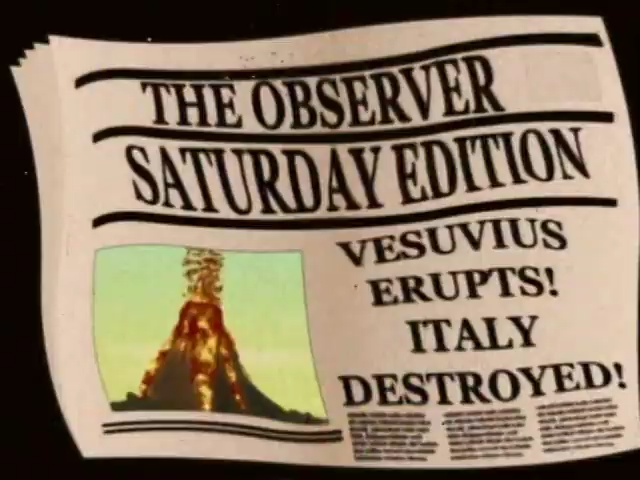 THE OBSERVER
SATURDAY EDITION
VESUVIUS
ERUPTS!
ITALY
DESTROYED!